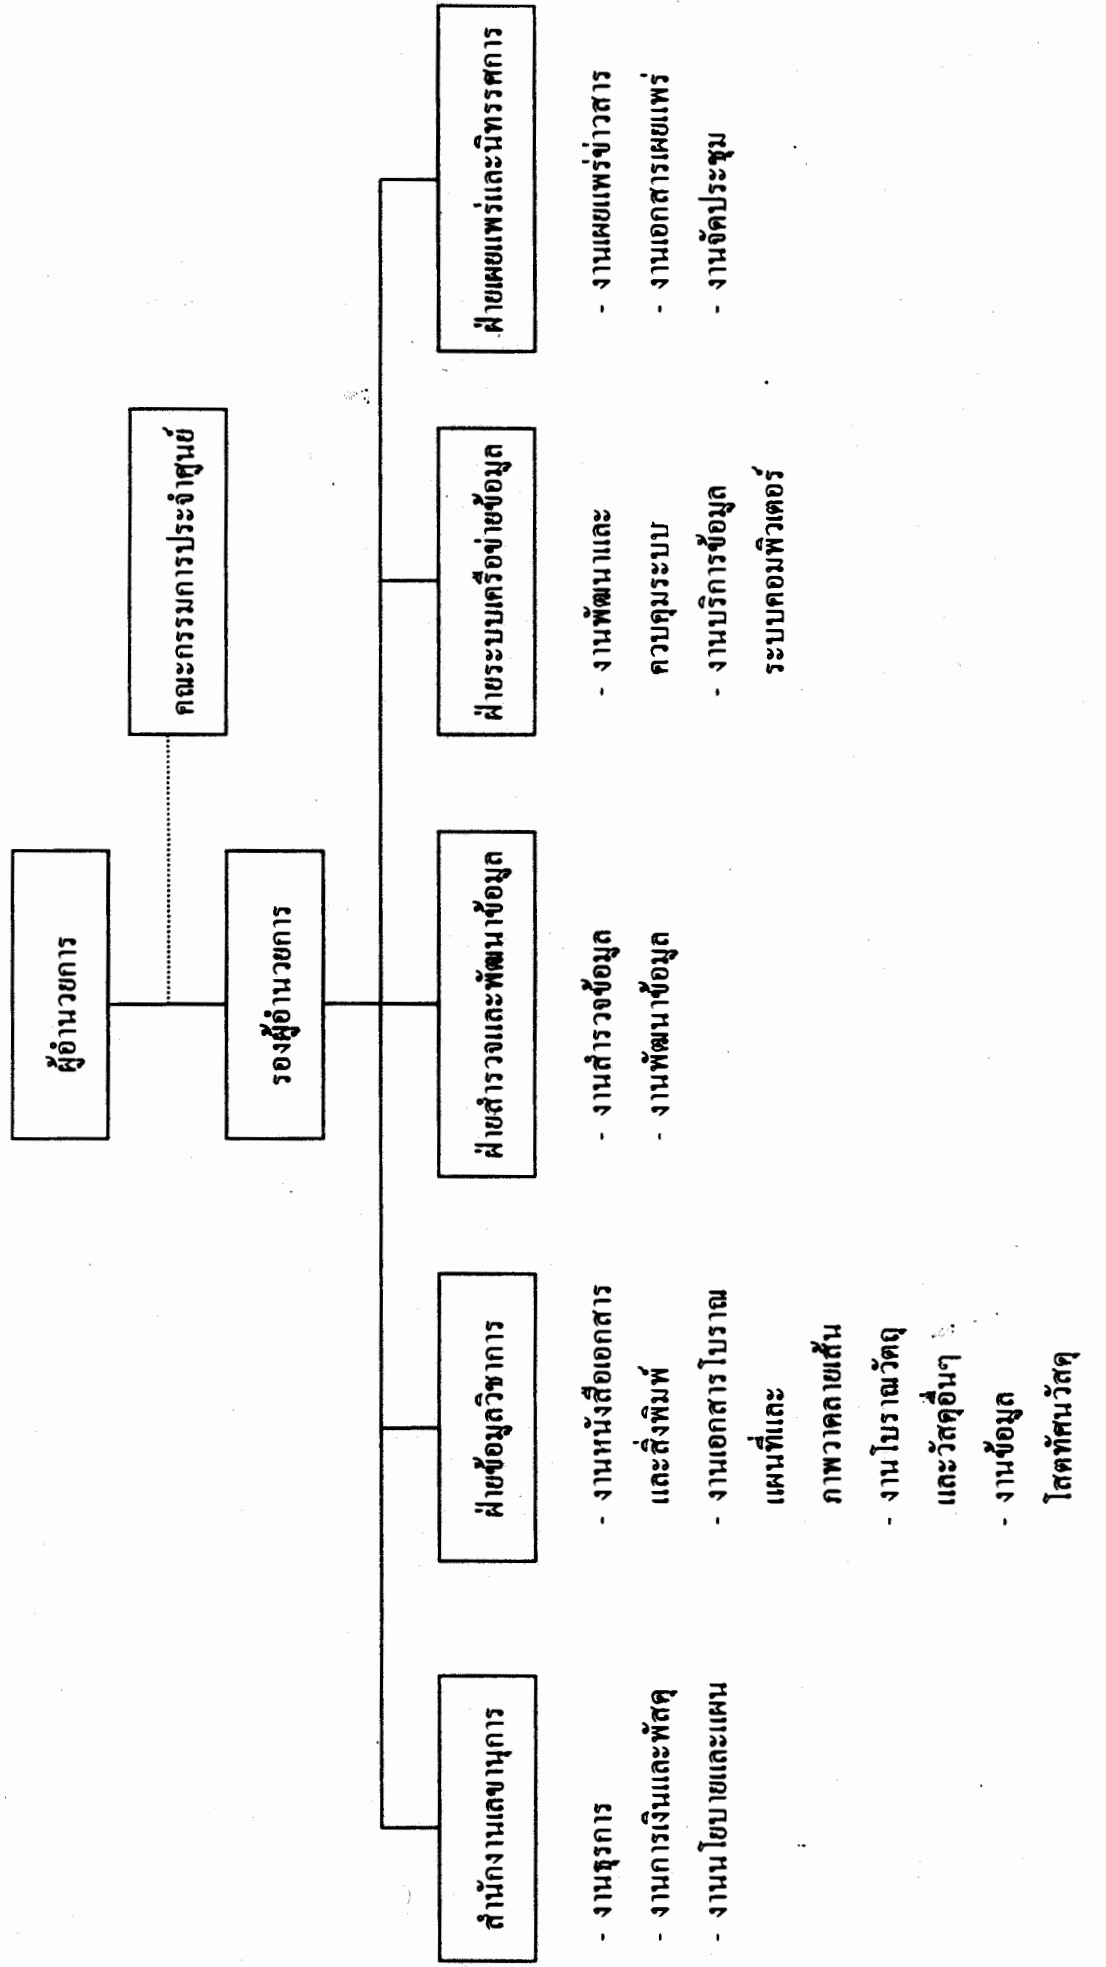 ผู้อำนวยการ
คณะกรรมการประจำศูนย์
รองผู้อำนวยการ
สำนักงานเลขานุการ
- งานธุรการ
- งานการเงินและพัสดุ
- งานนโยบายและแผน
ฝ่ายข้อมูลวิชาการ
- งานหนังสือเอกสาร
และสิ่งพิมพ์
- งานเอกสารโบราณ
แผนที่และ
ภาพวาดลายเส้น
- งานโบราณวัตถุ
และวัสดุอื่นๆ
- งานข้อมูล
โสตทัศนวัสดุ
ฝ่ายสำรวจและพัฒนาข้อมูล
- งานสำรวจข้อมูล
- งานพัฒนาข้อมูล
ฝ่ายระบบเครือข่ายข้อมูล
- งานพัฒนาและ
ควบคุมระบบ
- งานบริการข้อมูล
ระบบคอมพิวเตอร์
ฝ่ายเผยแพร่และนิทรรศการ
- งานเผยแพร่ข่าวสาร
- งานเอกสารเผยแพร่
- งานจัดประชุม